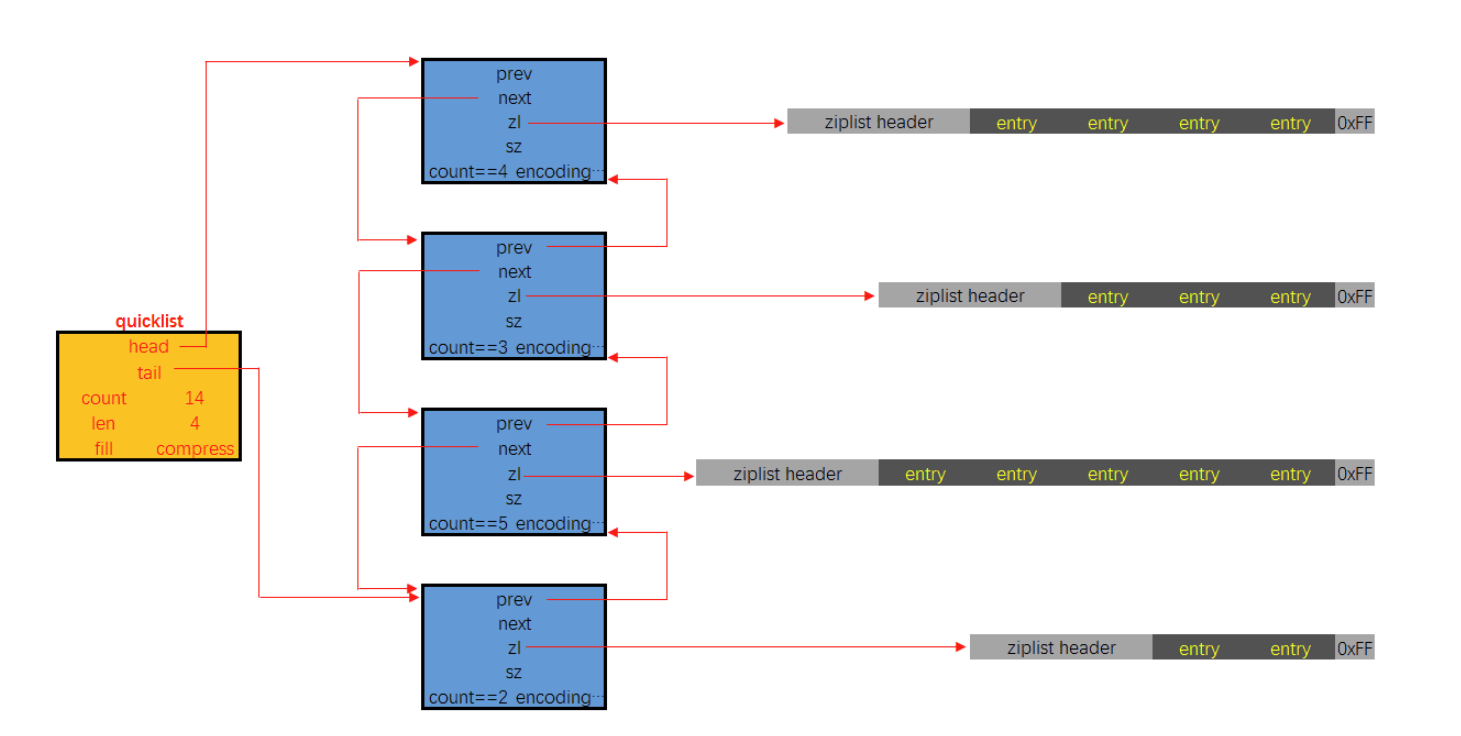 quicklist
head
tail
count 14
len 4
fill compress
prev
next
zl
sz
count==4 encoding…
ziplist header entry entry entry entry 0xFF
prev
next
zl
sz
count==3 encoding…
ziplist header entry entry entry 0xFF
prev
next
zl
sz
count==5 encoding…
ziplist header entry entry entry entry entry 0xFF
prev
next
zl
sz
count==2 encoding…
ziplist header entry entry 0xFF